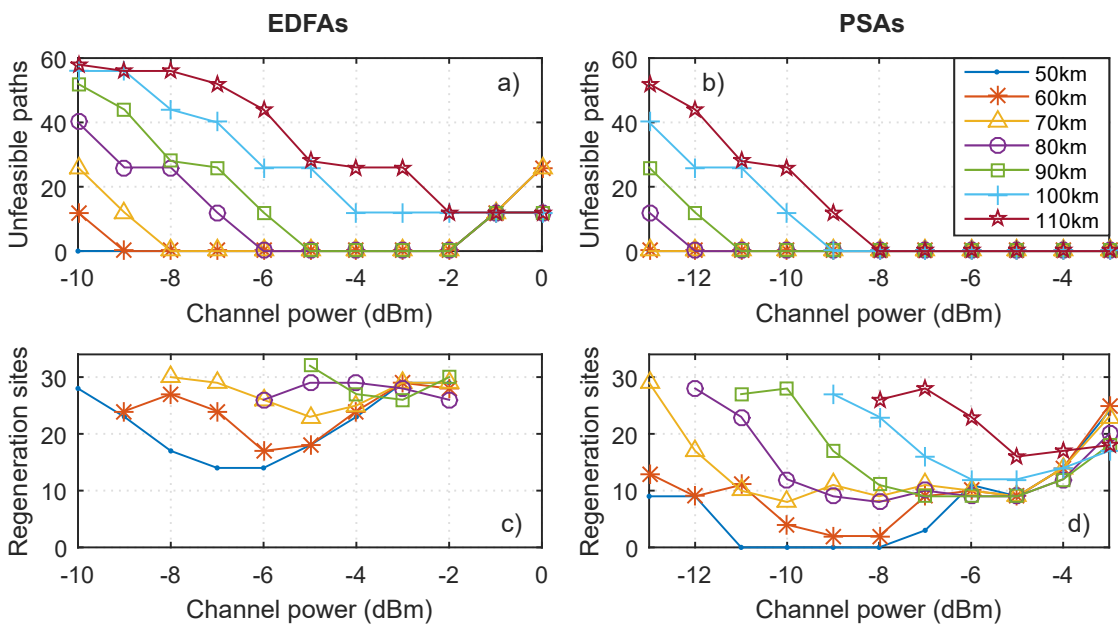 EDFAs
PSAs
60
40
20
0
Unfeasible paths
a)
-10
-8
-6
-4
-2
0
Channel power (dBm)
60
40
20
0
Unfeasible paths
b)
50km
60km
70km
80km
90km
100km
110km
-12
-10
-8
-6
-4
Channel power (dBm)
30
20
10
0
Regeneration sites
c)
-10
-8
-6
-4
-2
0
Channel power (dBm)
30
20
10
0
Regeneration sites
d)
-12
-10
-8
-6
-4
Channel power (dBm)